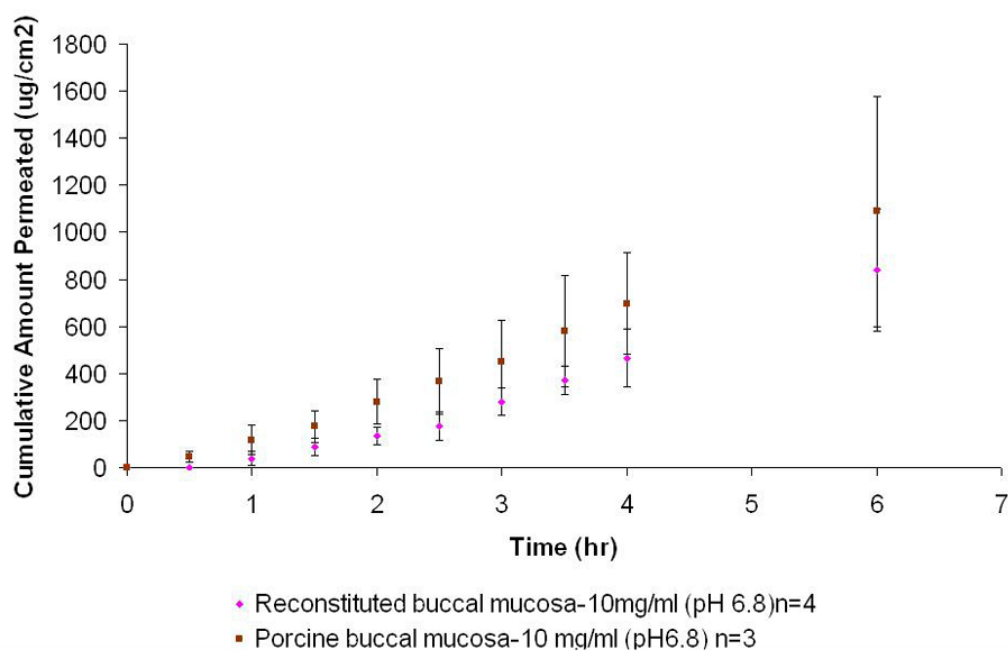 Cumulative Amount Permeated (ug/cm2)
1800
1600
1400
1200
1000
800
600
400
200
0
0 1 2 3 4 5 6 7
Time (hr)
Reconstituted buccal mucosa-10mg/ml (pH 6.8)n=4
Porcine buccal mucosa-10 mg/ml (pH6.8) n=3